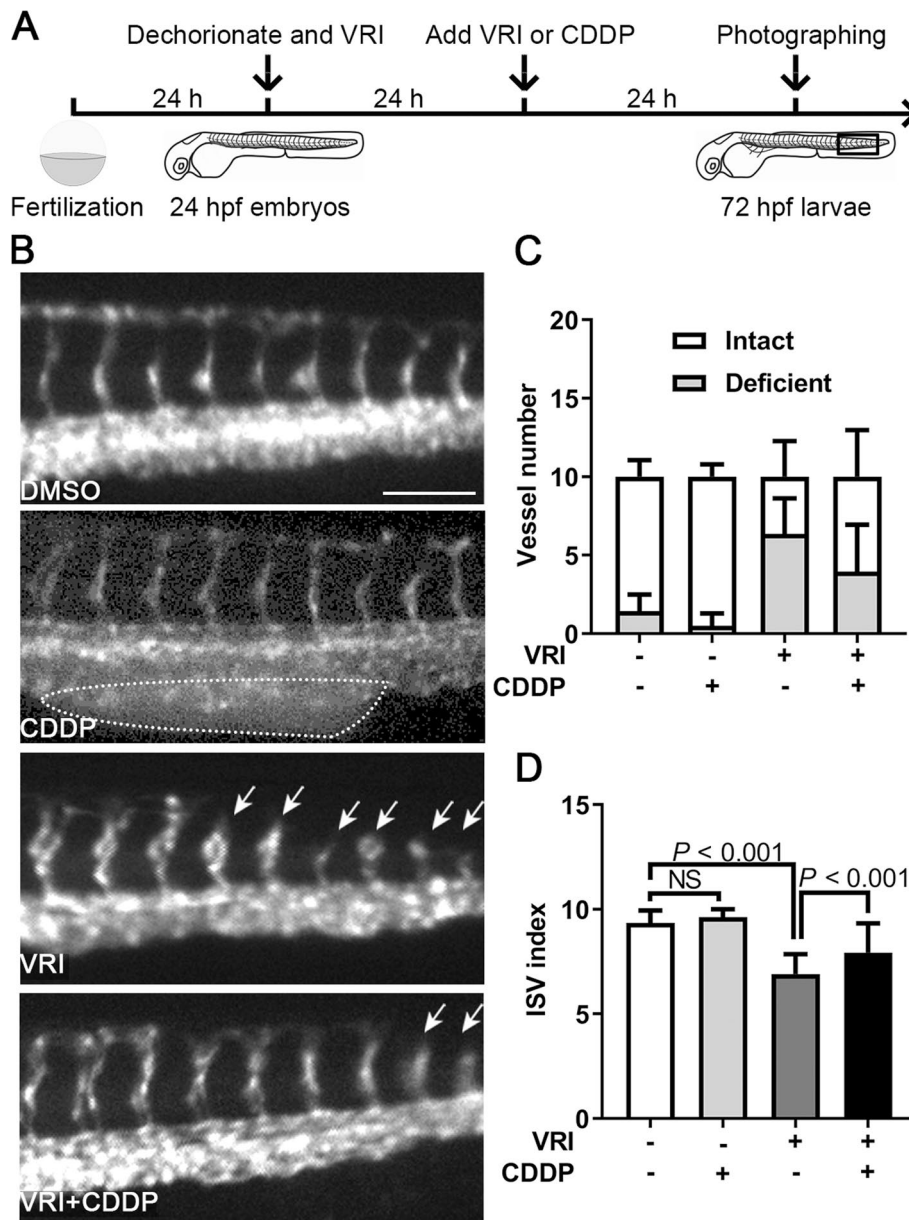 A
Dechorionate and VRI
Add VRI or CDDP
Photographing
24 h
24 h
24 h
Fertilization
24 hpf embryos
72 hpf larvae
B
DMSO
CDDP
VRI
VRI+CDDP
C
Vessel number
20
15
10
5
0
Intact
Deficient
VRI - - + +
CDDP - + - +
D
ISV index
15
10
5
0
P < 0.001
NS
P < 0.001
VRI - - + +
CDDP - + - +